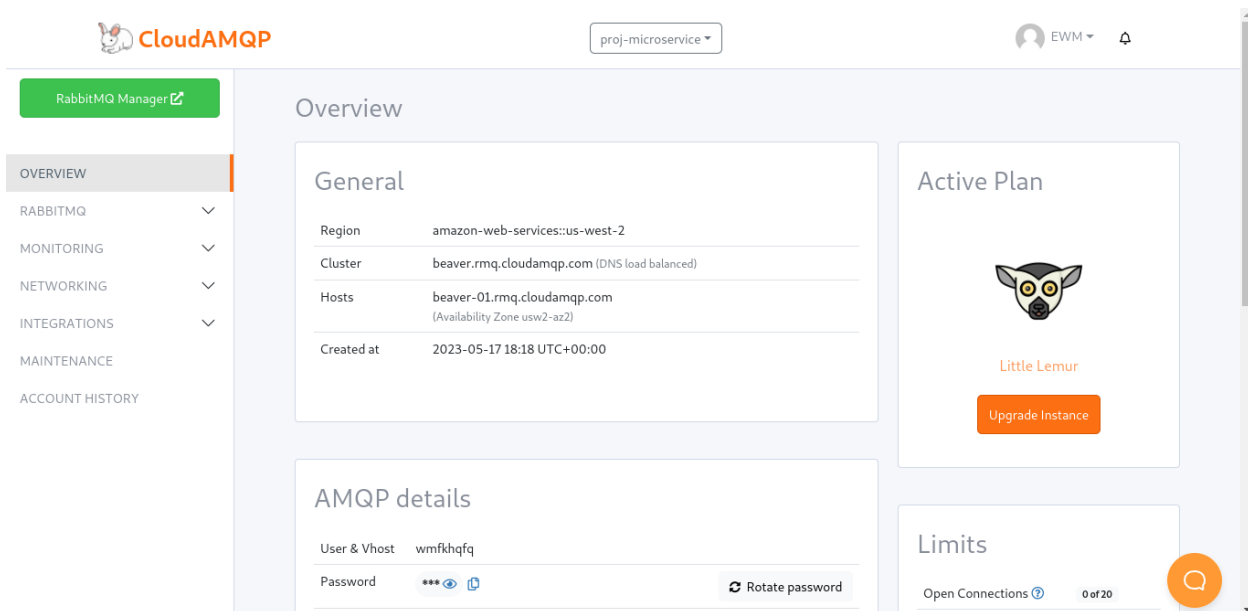 CloudAMQP
proj-microservice
EWM
RabbitMQ Manager
OVERVIEW
RABBITMQ
MONITORING
NETWORKING
INTEGRATIONS
MAINTENANCE
ACCOUNT HISTORY
Overview
General
Region amazon-web-services::us-west-2
Cluster beaver.rmq.cloudamqp.com (DNS load balanced)
Hosts beaver-01.rmq.cloudamqp.com
(Availability Zone usw2-az2)
Created at 2023-05-17 18:18 UTC+00:00
Active Plan
Little Lemur
Upgrade Instance
AMQP details
User & Vhost wmfkhqfq
Password ***
Rotate password
Limits
Open Connections 0 of 20